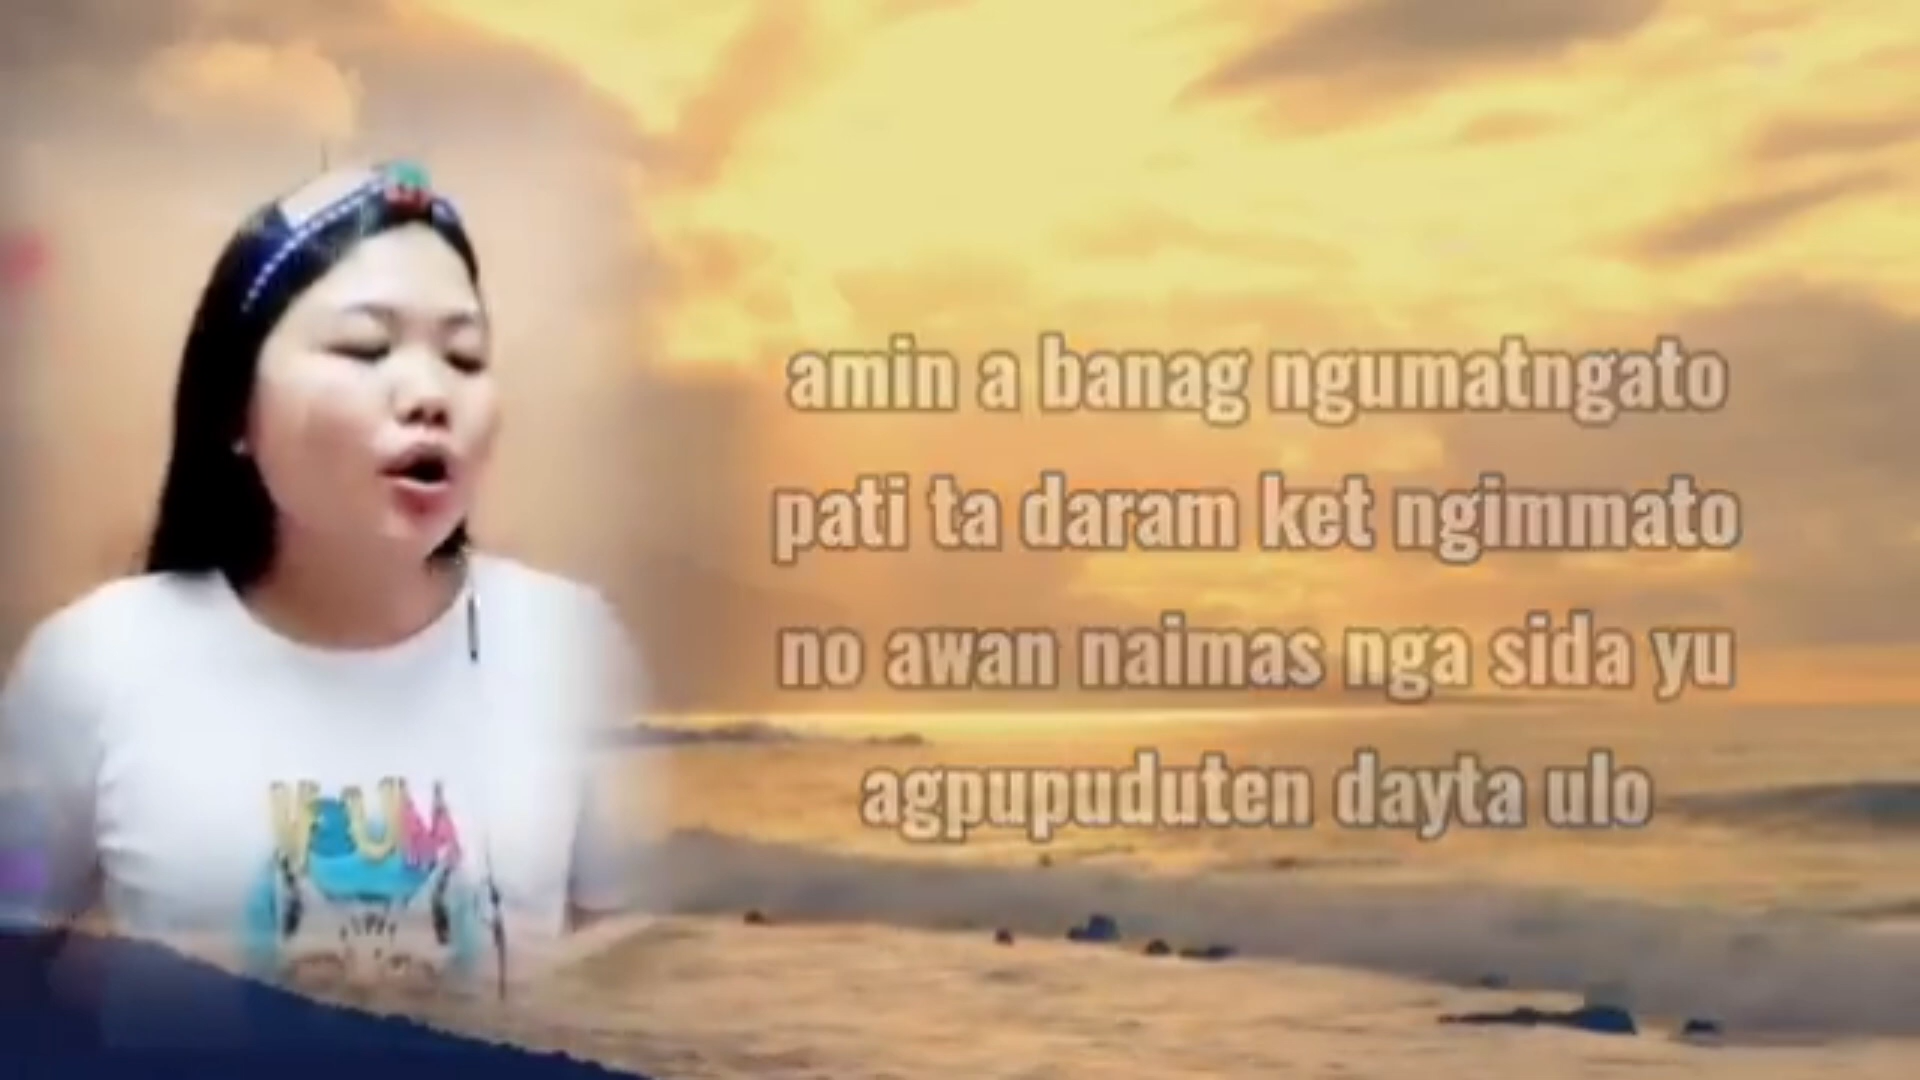 amin a banag ngumatngato
pati ta daram ket ngimmato
no awan naimas nga sida yu
agpupuduten dayta ulo